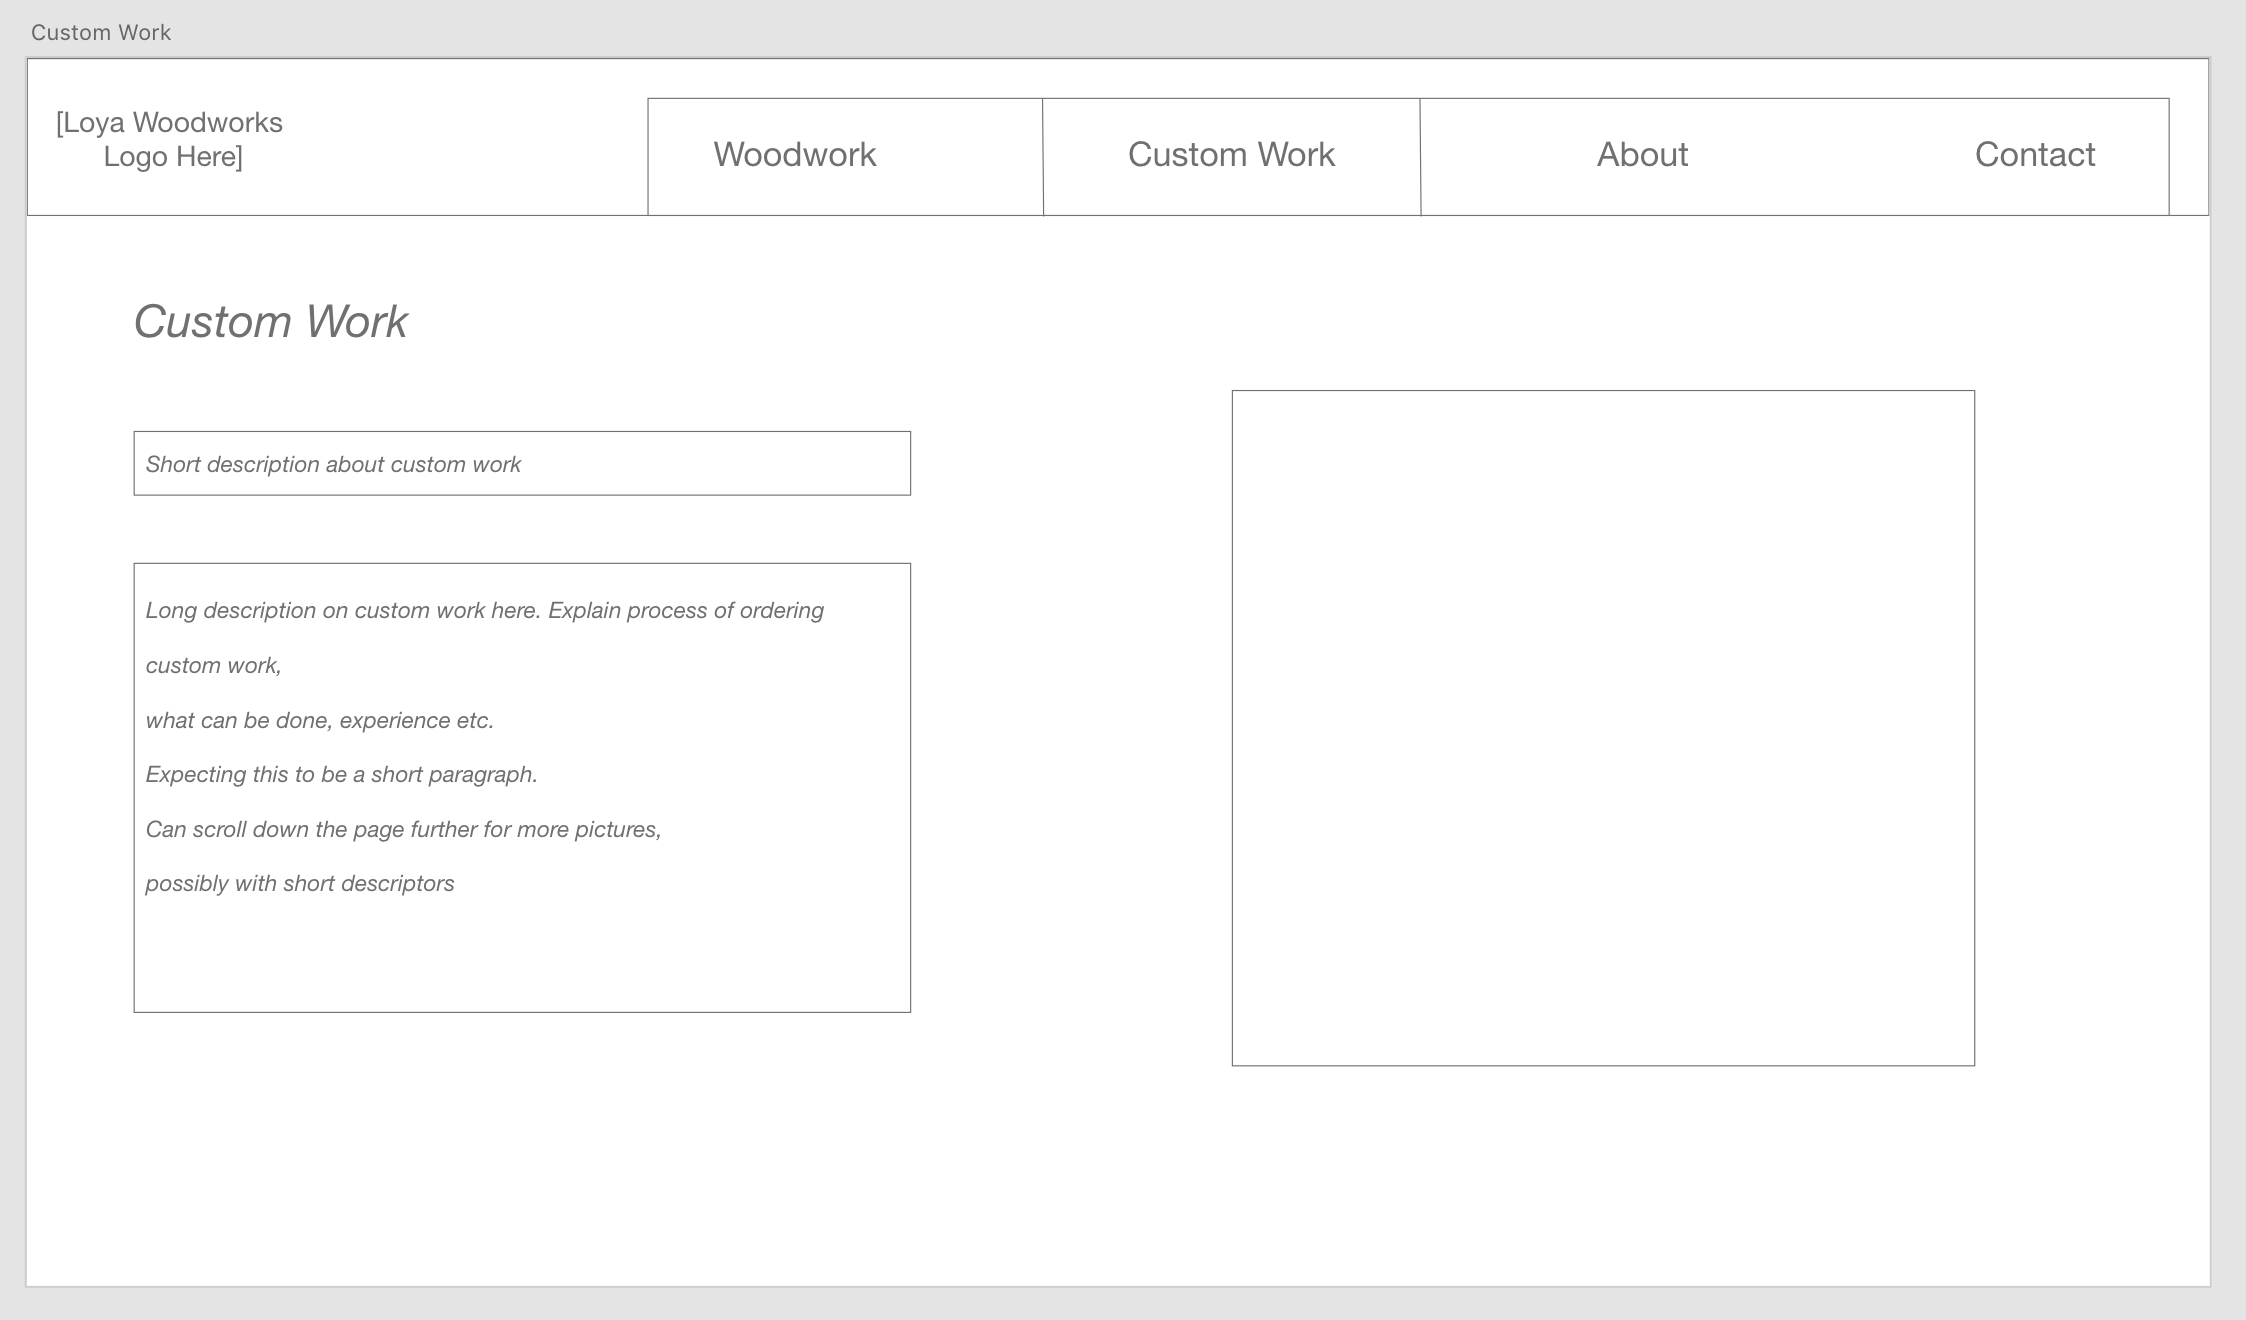 Custom Work
[Loya Woodworks
Logo Here]
Woodwork
Custom Work
About
Contact
Custom Work
Short description about custom work
Long description on custom work here. Explain process of ordering
custom work,
what can be done, experience etc.
Expecting this to be a short paragraph.
Can scroll down the page further for more pictures,
possibly with short descriptors